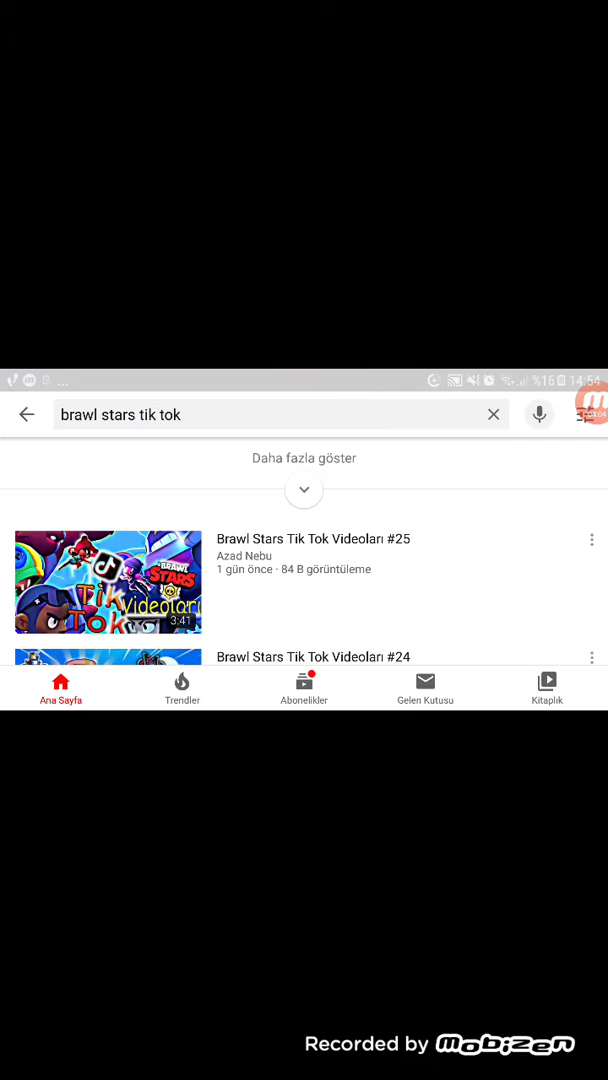 ... %16 14:54
brawl stars tik tok
04:04
Daha fazla göster
BRAWL
STARS
Tik
Tok
Videoları
3:41
Brawl Stars Tik Tok Videoları #25
Azad Nebu
1 gün önce · 84 B görüntüleme
Brawl Stars Tik Tok Videoları #24
Ana Sayfa
Trendler
Abonelikler
Gelen Kutusu
Kitaplık
Recorded by mobizen